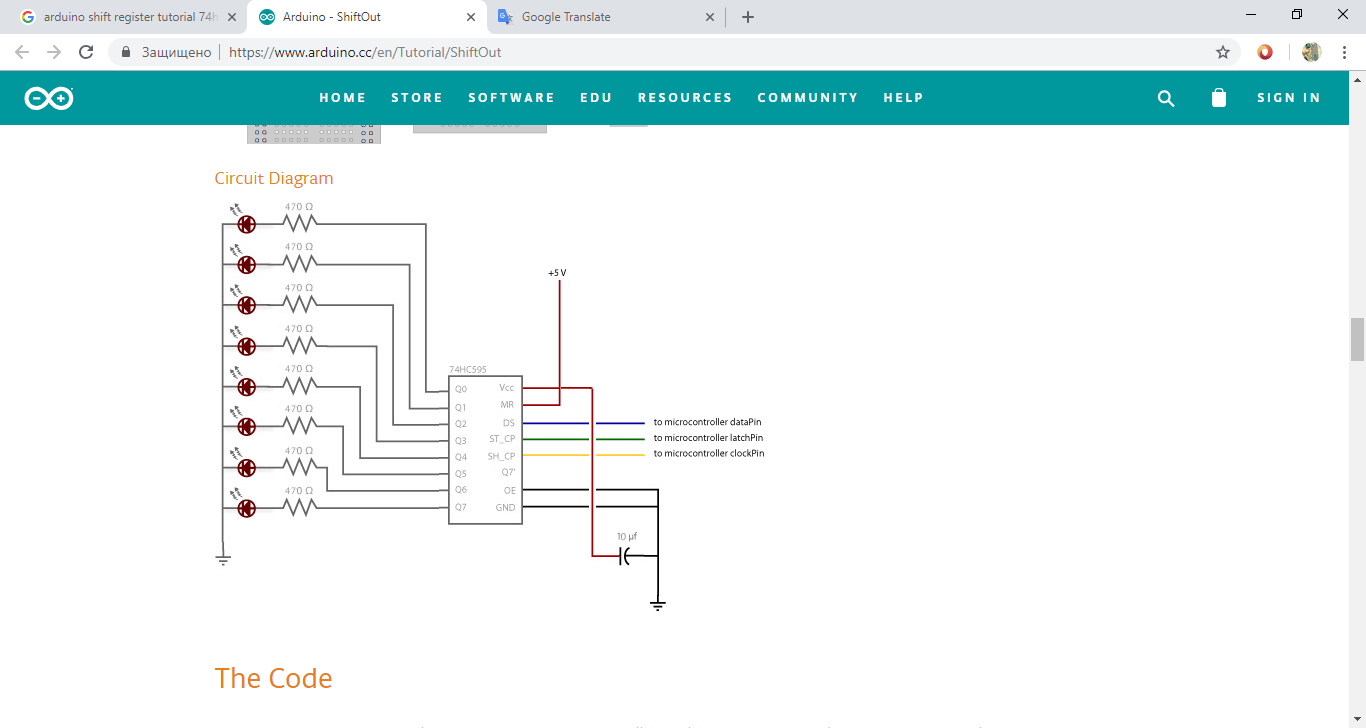 arduino shift register tutorial 74h
Arduino - ShiftOut
Google Translate
Защищено
https://www.arduino.cc/en/Tutorial/ShiftOut
HOME STORE SOFTWARE EDU RESOURCES COMMUNITY HELP
SIGN IN
Circuit Diagram
470 Ω
470 Ω
470 Ω
470 Ω
470 Ω
470 Ω
470 Ω
470 Ω
+5 V
74HC595
Q0 Vcc
Q1 MR
Q2 DS to microcontroller dataPin
Q3 ST_CP to microcontroller latchPin
Q4 SH_CP to microcontroller clockPin
Q5 Q7'
Q6 OE
Q7 GND
10 µf
The Code